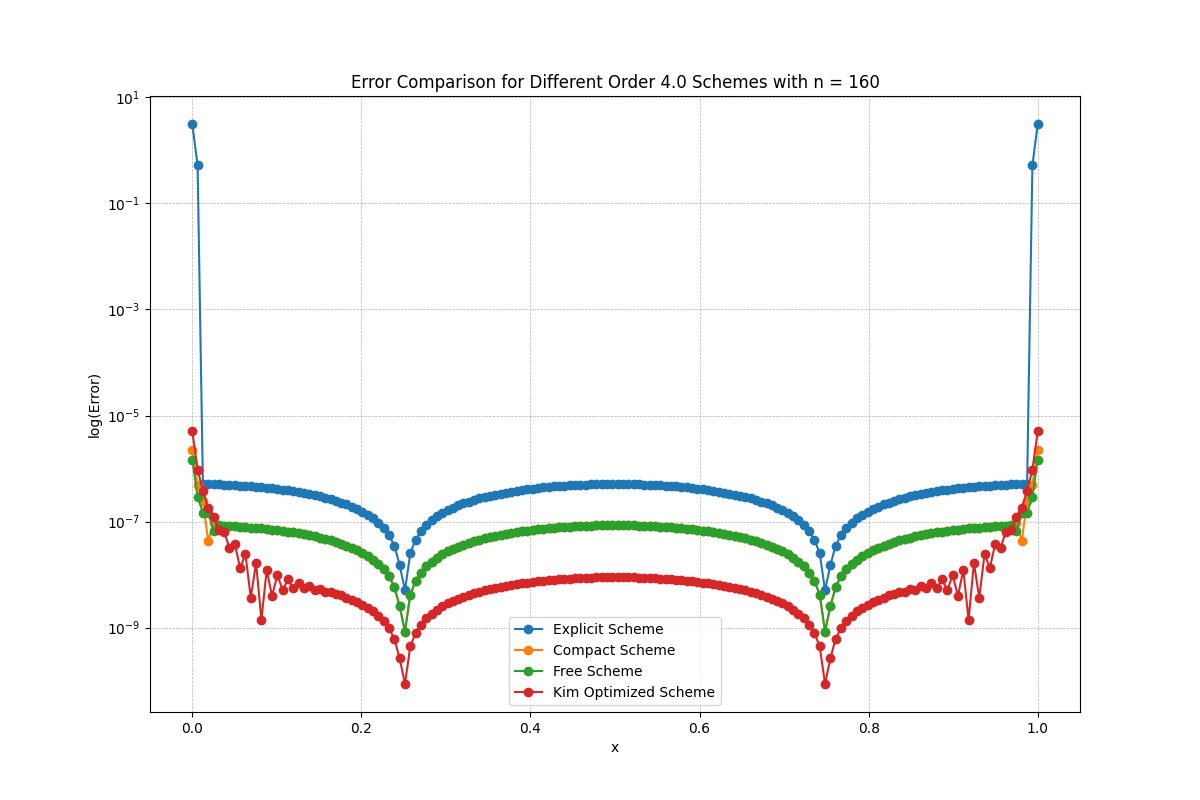 Error Comparison for Different Order 4.0 Schemes with n = 160
log(Error)
10¹
10⁻¹
10⁻³
10⁻⁵
10⁻⁷
10⁻⁹
Explicit Scheme
Compact Scheme
Free Scheme
Kim Optimized Scheme
0.0 0.2 0.4 0.6 0.8 1.0
x